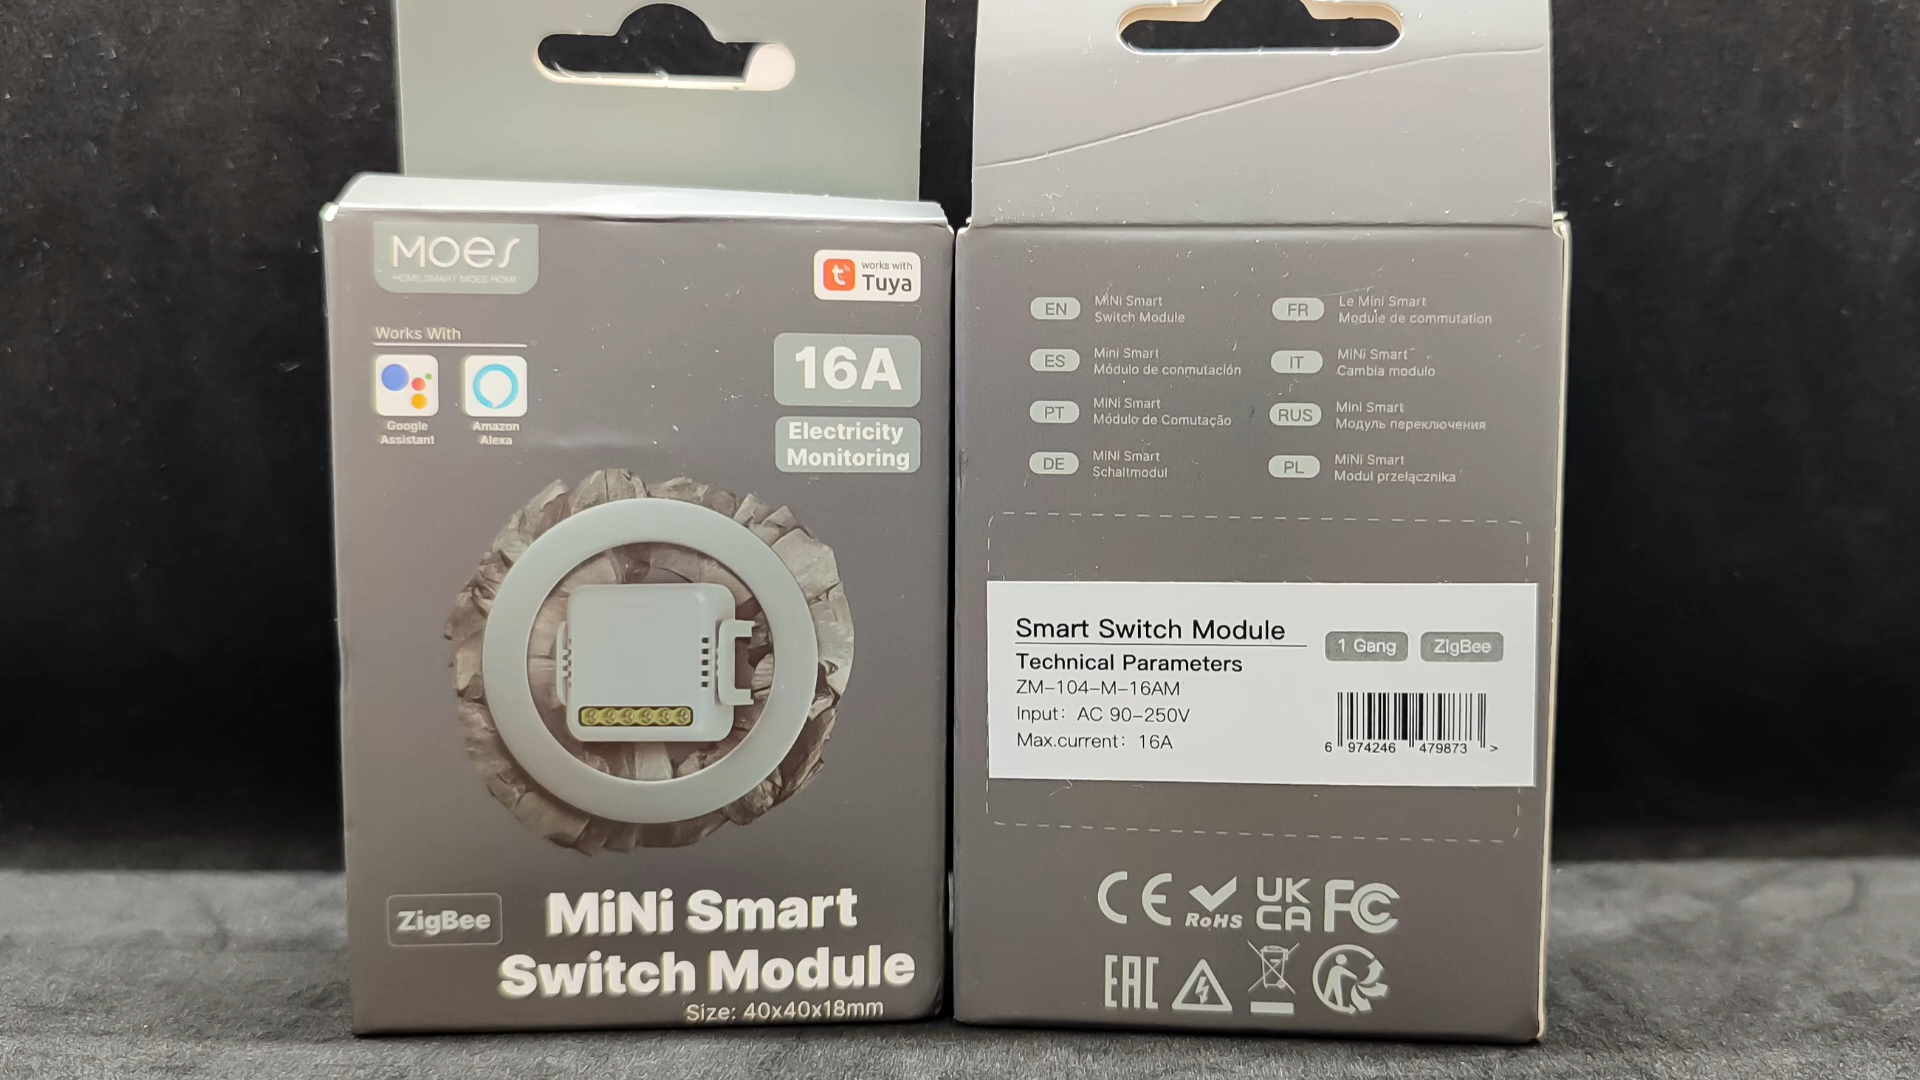 MOES
HOME SMART MOES HOME
works with
Tuya
Works With
Google
Assistant
Amazon
Alexa
16A
Electricity
Monitoring
ZigBee
MiNi Smart
Switch Module
Size: 40x40x18mm
EN
MiNi Smart
Switch Module
FR
Le Mini Smart
Module de commutation
ES
Mini Smart
Módulo de conmutación
IT
MiNi Smart
Cambia modulo
PT
MiNi Smart
Módulo de Comutação
RUS
Mini Smart
Модуль переключения
DE
MiNi Smart
Schaltmodul
PL
MiNi Smart
Moduł przełącznika
Smart Switch Module
1 Gang
ZigBee
Technical Parameters
ZM-104-M-16AM
Input: AC 90-250V
Max.current: 16A
6 974246 479873 >
CE
RoHS
UK
CA
FC
EAC